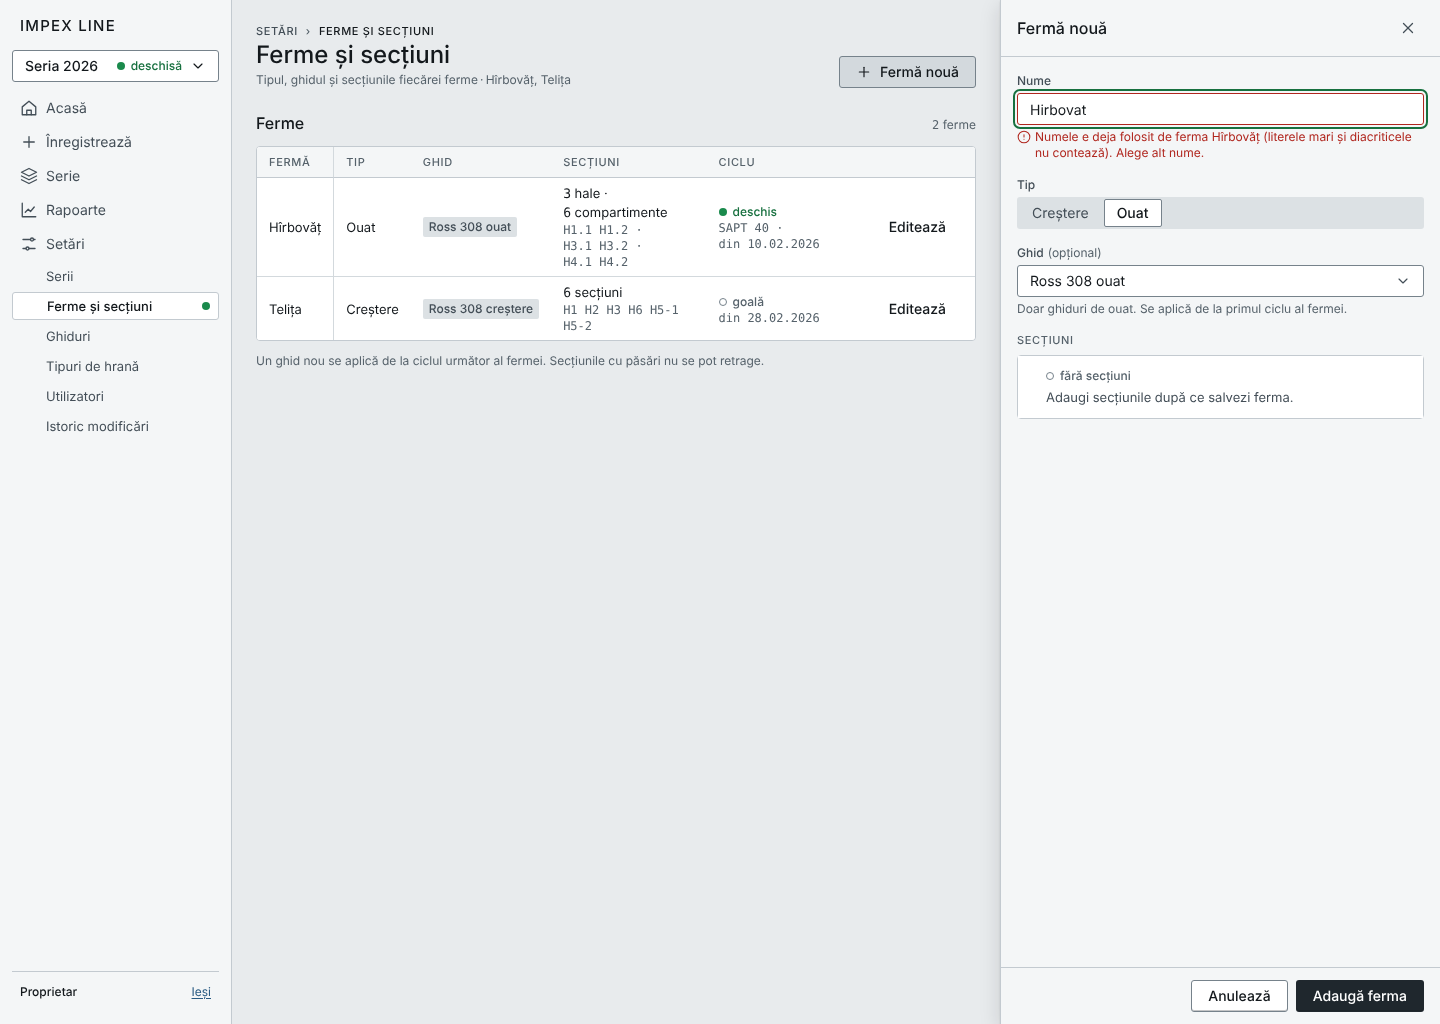 IMPEX LINE
Seria 2026 deschisă
Acasă
Înregistrează
Serie
Rapoarte
Setări
Serii
Ferme și secțiuni
Ghiduri
Tipuri de hrană
Utilizatori
Istoric modificări
Proprietar Ieși
SETĂRI › FERME ȘI SECȚIUNI
Ferme și secțiuni
Tipul, ghidul și secțiunile fiecărei ferme · Hîrbovăț, Telița
Fermă nouă
Ferme 2 ferme
FERMĂ TIP GHID SECȚIUNI CICLU
Hîrbovăț Ouat Ross 308 ouat
3 hale ·
6 compartimente
H1.1 H1.2 ·
H3.1 H3.2 ·
H4.1 H4.2
deschis
SAPT 40 ·
din 10.02.2026
Editează
Telița Creștere Ross 308 creștere
6 secțiuni
H1 H2 H3 H6 H5-1
H5-2
goală
din 28.02.2026
Editează
Un ghid nou se aplică de la ciclul următor al fermei. Secțiunile cu păsări nu se pot retrage.
Fermă nouă
Nume
Hirbovat
Numele e deja folosit de ferma Hîrbovăț (literele mari și diacriticele
nu contează). Alege alt nume.
Tip
Creștere Ouat
Ghid (opțional)
Ross 308 ouat
Doar ghiduri de ouat. Se aplică de la primul ciclu al fermei.
SECȚIUNI
fără secțiuni
Adaugi secțiunile după ce salvezi ferma.
Anulează Adaugă ferma